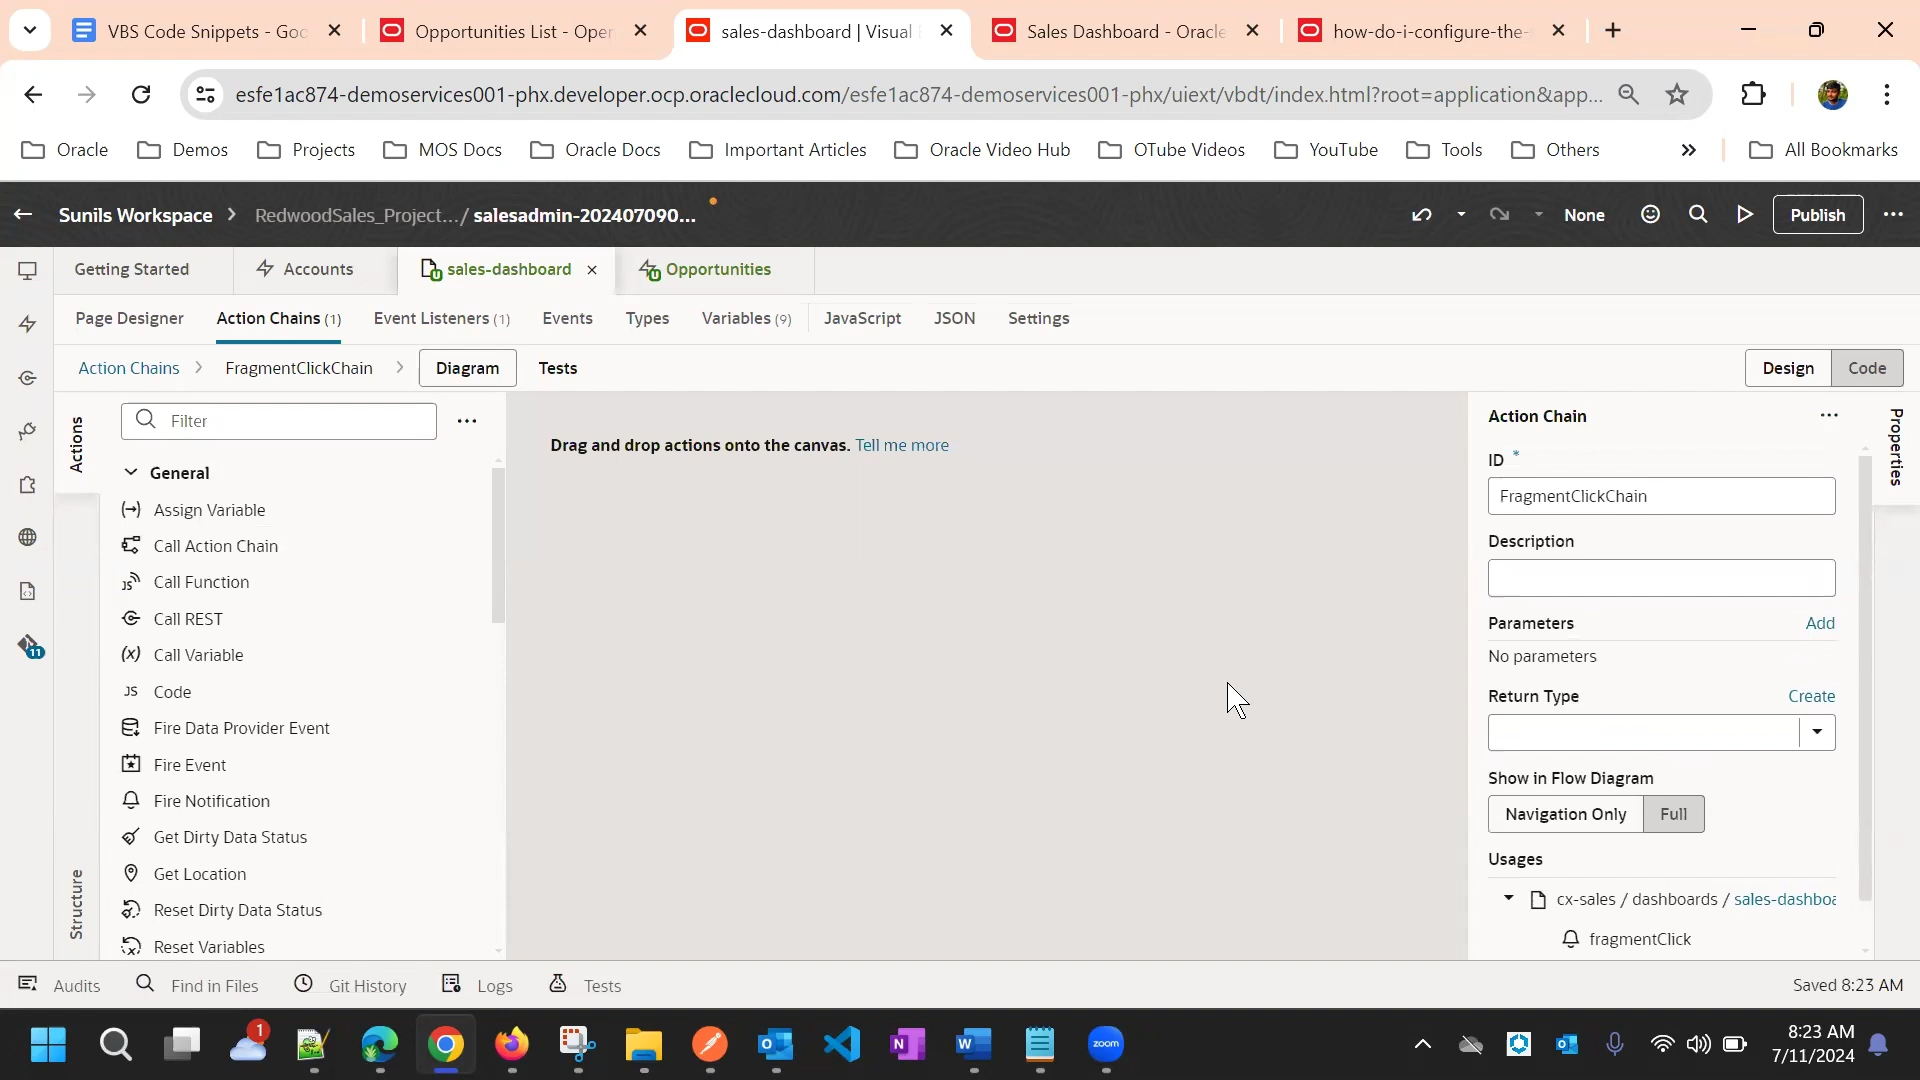 VBS Code Snippets - Goo
Opportunities List - Oper
sales-dashboard | Visual
Sales Dashboard - Oracle
how-do-i-configure-the-
esfe1ac874-demoservices001-phx.developer.ocp.oraclecloud.com/esfe1ac874-demoservices001-phx/uiext/vbdt/index.html?root=application&app...
Oracle
Demos
Projects
MOS Docs
Oracle Docs
Important Articles
Oracle Video Hub
OTube Videos
YouTube
Tools
Others
»
All Bookmarks
Sunils Workspace > RedwoodSales_Project.../ salesadmin-202407090...
None
Publish
Getting Started
Accounts
sales-dashboard
Opportunities
Page Designer
Action Chains (1)
Event Listeners (1)
Events
Types
Variables (9)
JavaScript
JSON
Settings
Action Chains > FragmentClickChain > Diagram
Tests
Design
Code
Actions
Structure
Filter
General
Assign Variable
Call Action Chain
Call Function
Call REST
(x) Call Variable
JS Code
Fire Data Provider Event
Fire Event
Fire Notification
Get Dirty Data Status
Get Location
Reset Dirty Data Status
Reset Variables
Drag and drop actions onto the canvas. Tell me more
Properties
Action Chain
ID *
FragmentClickChain
Description
Parameters Add
No parameters
Return Type Create
Show in Flow Diagram
Navigation Only Full
Usages
cx-sales / dashboards / sales-dashboa
fragmentClick
Audits
Find in Files
Git History
Logs
Tests
Saved 8:23 AM
11
1
zoom
8:23 AM
7/11/2024